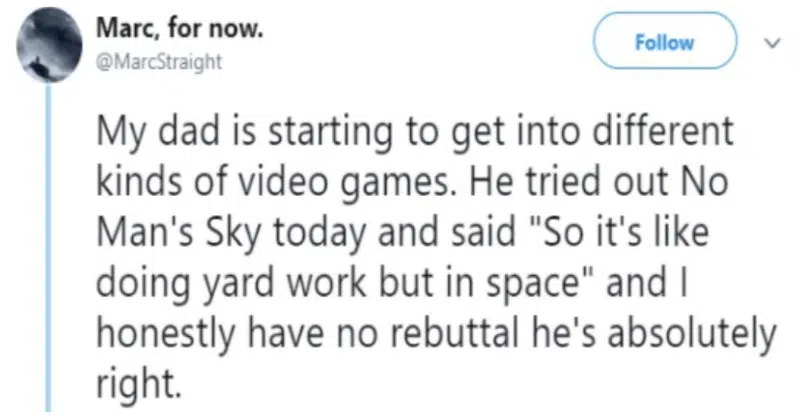 Marc, for now.
@MarcStraight
Follow
My dad is starting to get into different
kinds of video games. He tried out No
Man's Sky today and said "So it's like
doing yard work but in space" and I
honestly have no rebuttal he's absolutely
right.